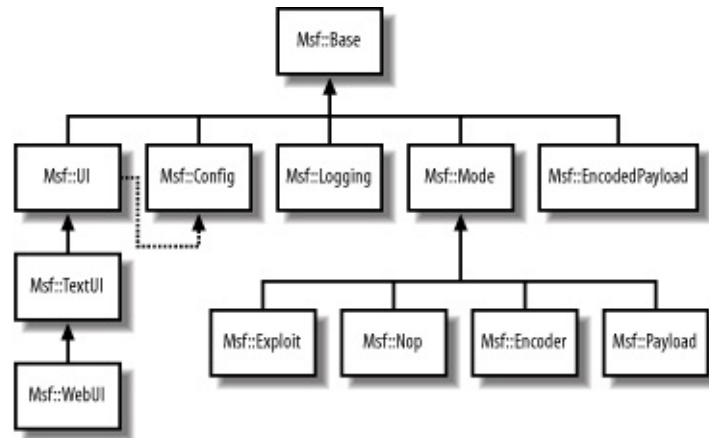 Msf::Base
Msf::UI
Msf::Config
Msf::Logging
Msf::Mode
Msf::EncodedPayload
Msf::TextUI
Msf::Exploit
Msf::Nop
Msf::Encoder
Msf::Payload
Msf::WebUI